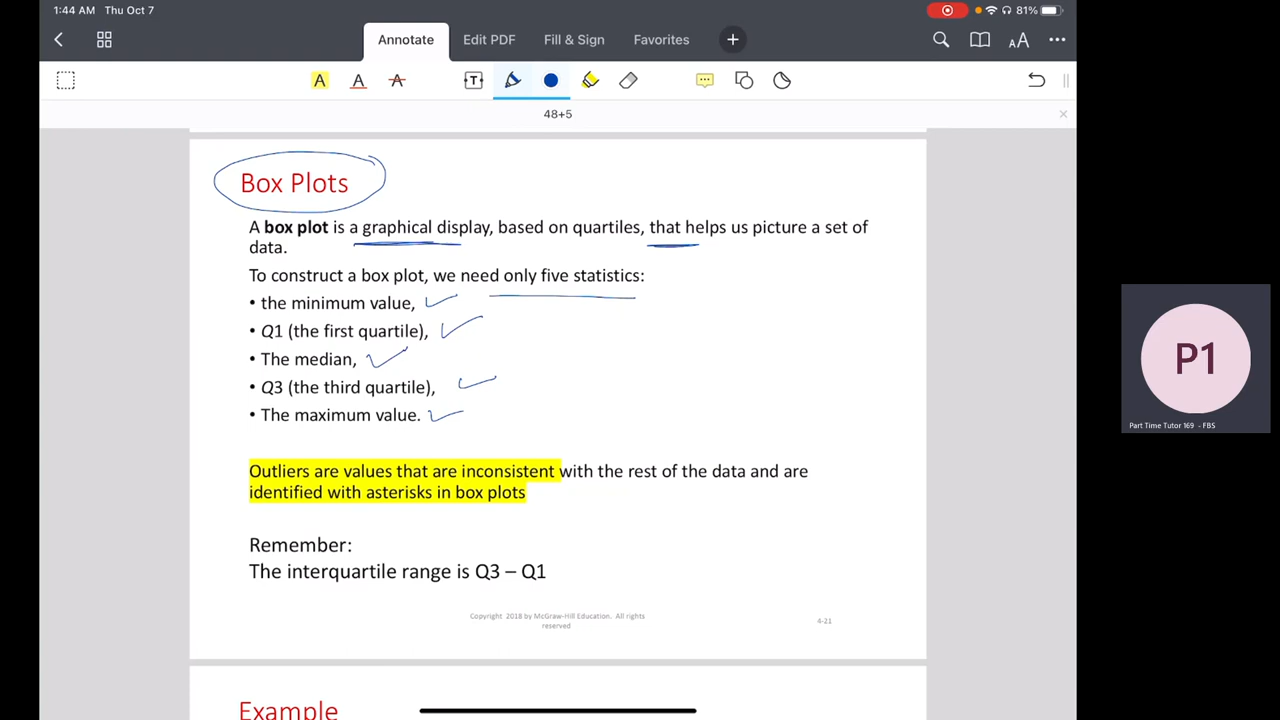 1:44 AM Thu Oct 7
81%
Annotate Edit PDF Fill & Sign Favorites
A A A T AA
48+5
Box Plots
A box plot is a graphical display, based on quartiles, that helps us picture a set of
data.
To construct a box plot, we need only five statistics:
• the minimum value,
• Q1 (the first quartile),
• The median,
• Q3 (the third quartile),
• The maximum value.
Outliers are values that are inconsistent with the rest of the data and are
identified with asterisks in box plots
Remember:
The interquartile range is Q3 – Q1
Copyright 2018 by McGraw-Hill Education. All rights
reserved
4-21
Example
P1
Part Time Tutor 169 - FBS